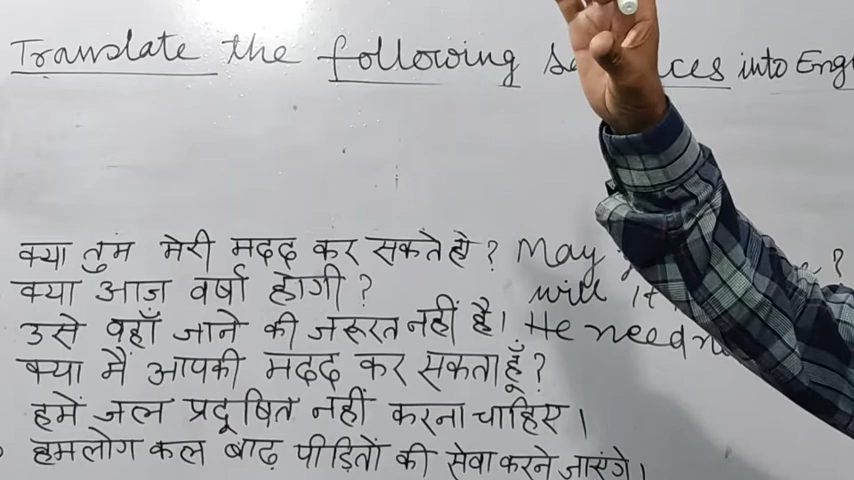 Translate the following into Eng
क्या तुम मेरी मदद कर सकते हो? May ?
क्या आज वर्षा होगी? will it
उसे वहाँ जाने की जरूरत नहीं है। He need
क्या मैं आपकी मदद कर सकता हूँ?
हमें जल प्रदूषित नहीं करना चाहिए।
हमलोग कल बाढ़ पीड़ितों की सेवा करने जाएंगे।